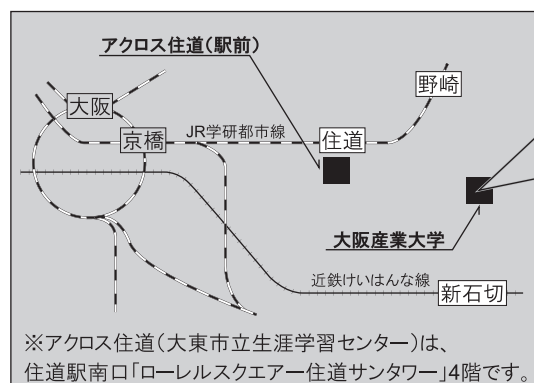 アクロス住道(駅前)
野崎
大阪
京橋
JR学研都市線
住道
大阪産業大学
近鉄けいはんな線
新石切
※アクロス住道(大東市立生涯学習センター)は、
住道駅南口「ローレルスクエアー住道サンタワー」4階です。